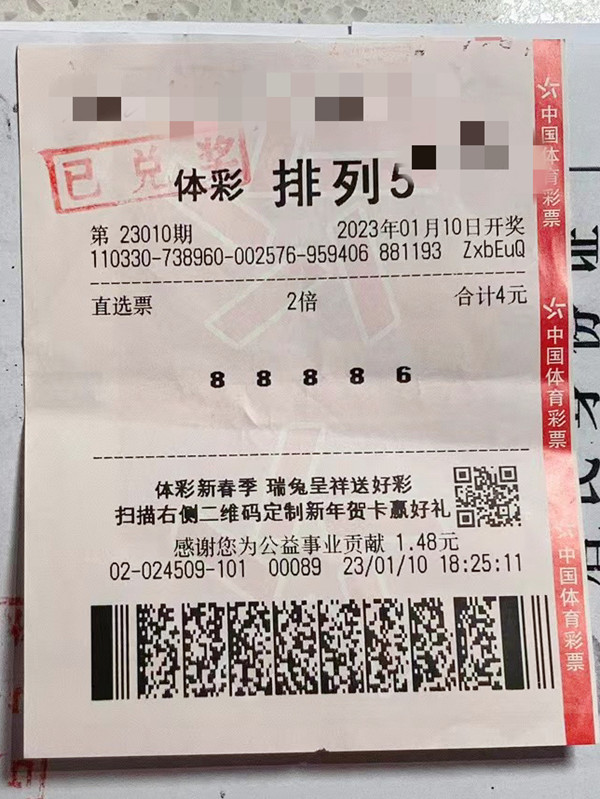 已兑奖
体彩 排列5
第 23010期 2023年01月10日开奖
110330-738960-002576-959406 881193 ZxbEuQ
直选票 2倍 合计4元
8 8 8 8 6
体彩新春季 瑞兔呈祥送好彩
扫描右侧二维码定制新年贺卡赢好礼
感谢您为公益事业贡献 1.48元
02-024509-101 00089 23/01/10 18:25:11
中国体育彩票
中国体育彩票
中国体育彩票
份证